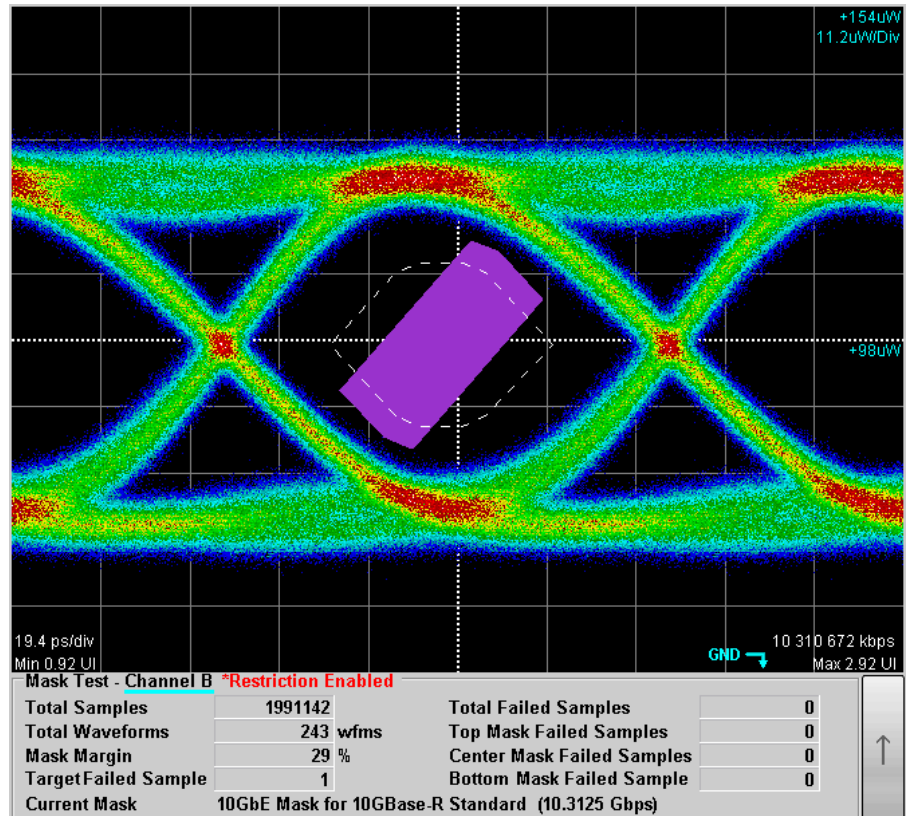 +154uW
11.2uW/Div
+98uW
19.4 ps/div
GND
10 310 672 kbps
Min 0.92 UI
Max 2.92 UI
Mask Test - Channel B *Restriction Enabled
Total Samples 1991142 Total Failed Samples 0
Total Waveforms 243 wfms Top Mask Failed Samples 0
Mask Margin 29 % Center Mask Failed Samples 0
Target Failed Sample 1 Bottom Mask Failed Sample 0
Current Mask 10GbE Mask for 10GBase-R Standard (10.3125 Gbps)